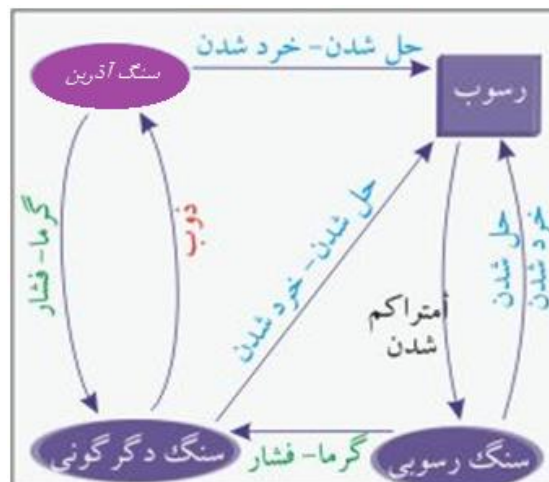 حل شدن - خرد شدن
سنگ آذرین
رسوب
گرما - فشار
ذوب
حل شدن - خرد شدن
أمتراکم
شدن
حل شدن
خرد شدن
سنگ دگرگونی
گرما - فشار
سنگ رسوبی